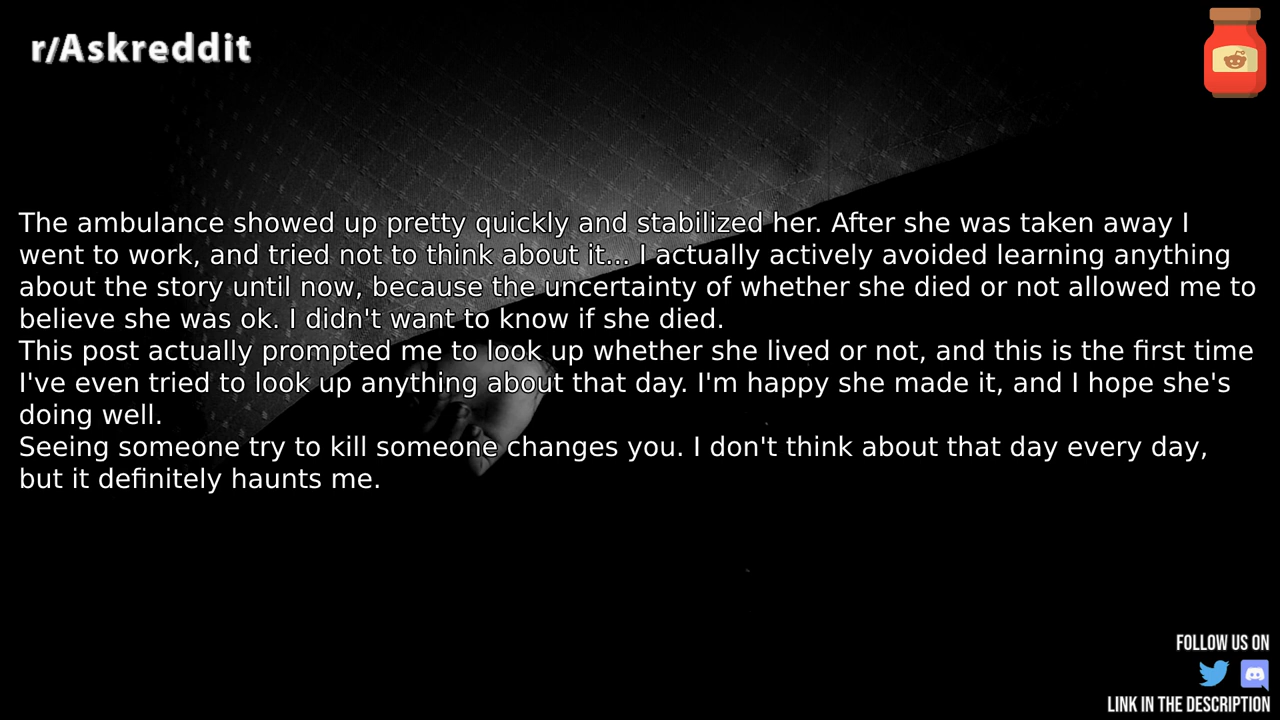 r/Askreddit
The ambulance showed up pretty quickly and stabilized her. After she was taken away I
went to work, and tried not to think about it... I actually actively avoided learning anything
about the story until now, because the uncertainty of whether she died or not allowed me to
believe she was ok. I didn't want to know if she died.
This post actually prompted me to look up whether she lived or not, and this is the first time
I've even tried to look up anything about that day. I'm happy she made it, and I hope she's
doing well.
Seeing someone try to kill someone changes you. I don't think about that day every day,
but it definitely haunts me.
FOLLOW US ON
LINK IN THE DESCRIPTION